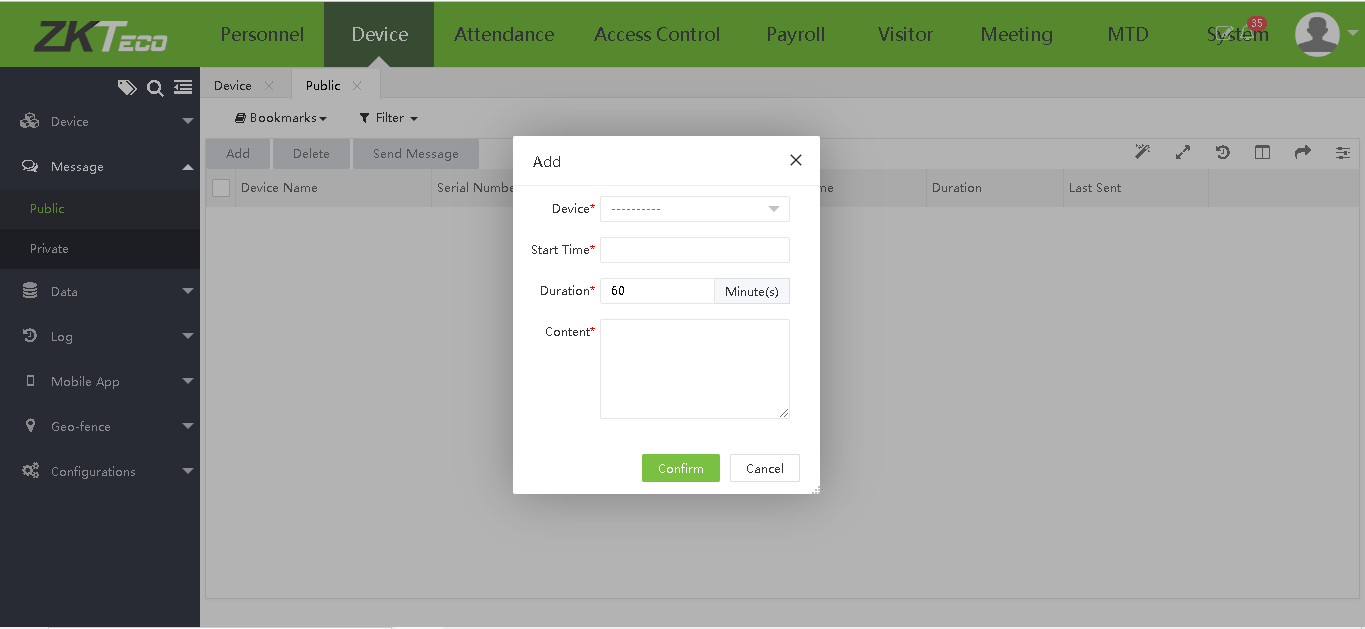 ZKTeco Personnel Device Attendance Access Control Payroll Visitor Meeting MTD System 35
Device Public
Bookmarks Filter
Add Delete Send Message
Device Name Serial Numbe me Duration Last Sent
Device
Message
Public
Private
Data
Log
Mobile App
Geo-fence
Configurations
Add
Device* ----------
Start Time*
Duration* 60 Minute(s)
Content*
Confirm Cancel